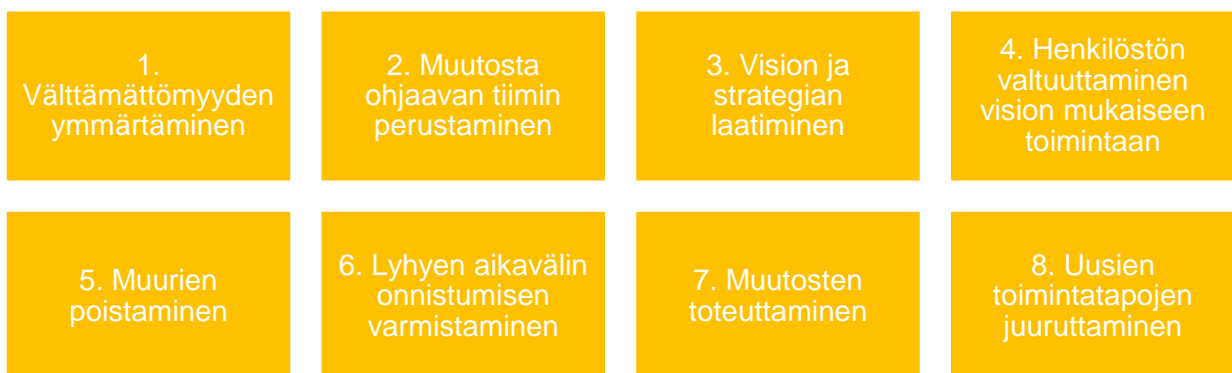 1.
Välttämättömyyden
ymmärtäminen
2. Muutosta
ohjaavan tiimin
perustaminen
3. Vision ja
strategian
laatiminen
4. Henkilöstön
valtuuttaminen
vision mukaiseen
toimintaan
5. Muurien
poistaminen
6. Lyhyen aikavälin
onnistumisen
varmistaminen
7. Muutosten
toteuttaminen
8. Uusien
toimintatapojen
juuruttaminen